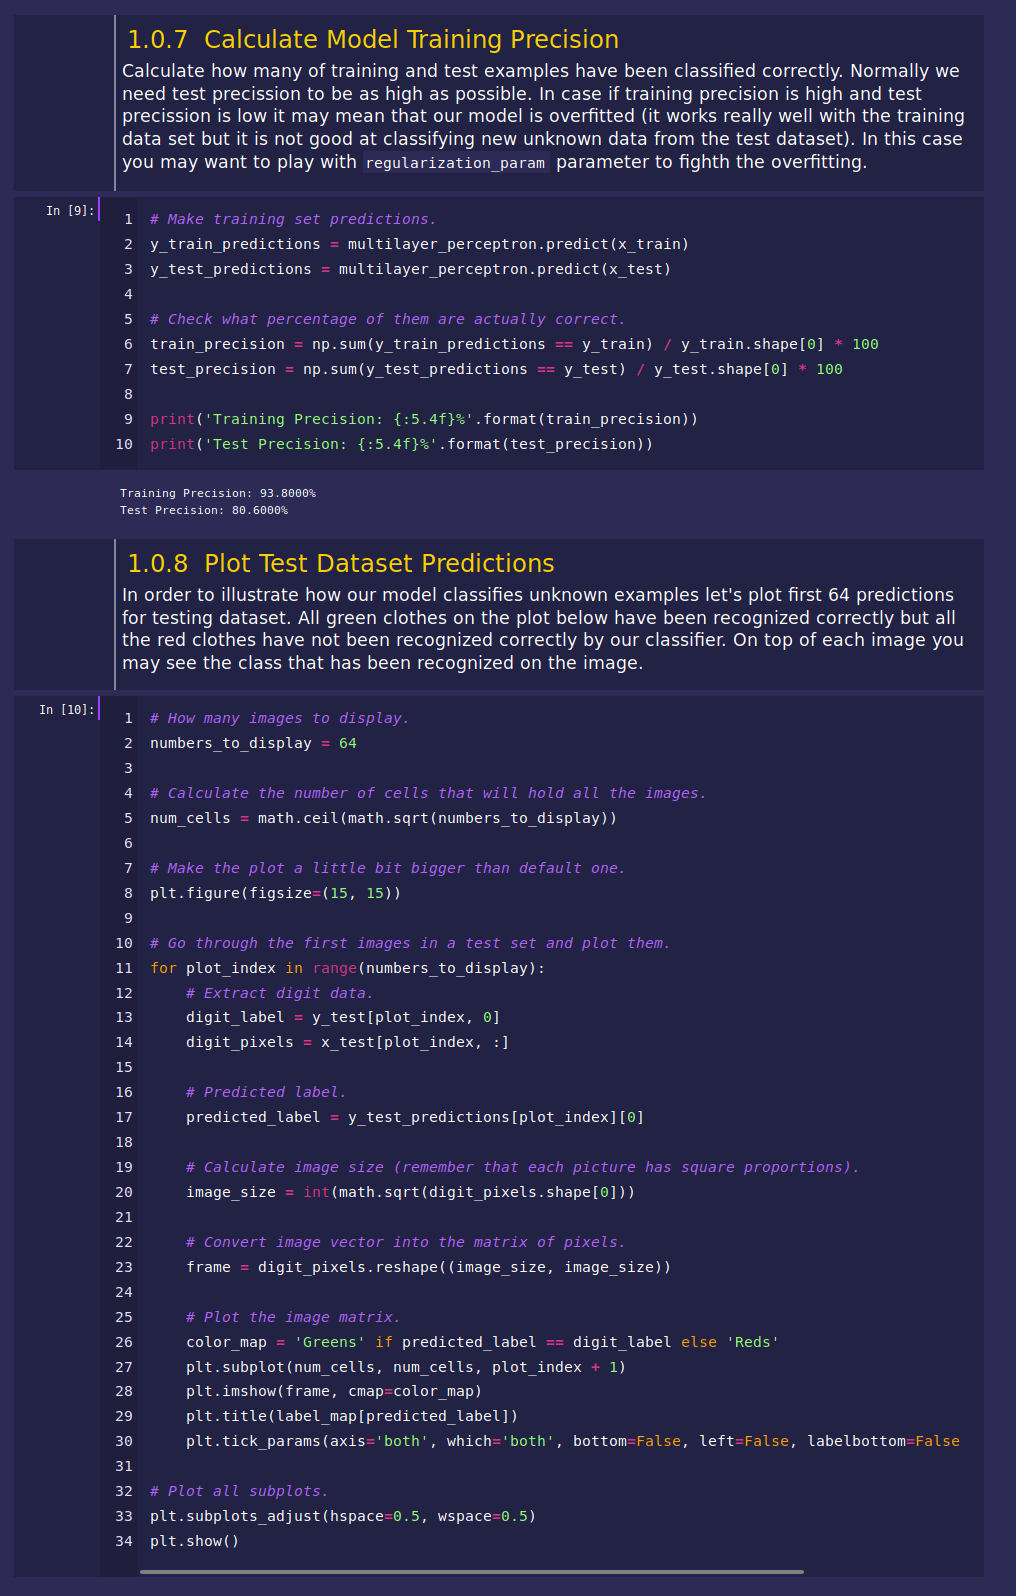 1.0.7 Calculate Model Training Precision
Calculate how many of training and test examples have been classified correctly. Normally we
need test precission to be as high as possible. In case if training precision is high and test
precission is low it may mean that our model is overfitted (it works really well with the training
data set but it is not good at classifying new unknown data from the test dataset). In this case
you may want to play with regularization_param parameter to fighth the overfitting.
In [9]:
1 # Make training set predictions.
2 y_train_predictions = multilayer_perceptron.predict(x_train)
3 y_test_predictions = multilayer_perceptron.predict(x_test)
4
5 # Check what percentage of them are actually correct.
6 train_precision = np.sum(y_train_predictions == y_train) / y_train.shape[0] * 100
7 test_precision = np.sum(y_test_predictions == y_test) / y_test.shape[0] * 100
8
9 print('Training Precision: {:5.4f}%'.format(train_precision))
10 print('Test Precision: {:5.4f}%'.format(test_precision))
Training Precision: 93.8000%
Test Precision: 80.6000%
1.0.8 Plot Test Dataset Predictions
In order to illustrate how our model classifies unknown examples let's plot first 64 predictions
for testing dataset. All green clothes on the plot below have been recognized correctly but all
the red clothes have not been recognized correctly by our classifier. On top of each image you
may see the class that has been recognized on the image.
In [10]:
1 # How many images to display.
2 numbers_to_display = 64
3
4 # Calculate the number of cells that will hold all the images.
5 num_cells = math.ceil(math.sqrt(numbers_to_display))
6
7 # Make the plot a little bit bigger than default one.
8 plt.figure(figsize=(15, 15))
9
10 # Go through the first images in a test set and plot them.
11 for plot_index in range(numbers_to_display):
12     # Extract digit data.
13     digit_label = y_test[plot_index, 0]
14     digit_pixels = x_test[plot_index, :]
15
16     # Predicted label.
17     predicted_label = y_test_predictions[plot_index][0]
18
19     # Calculate image size (remember that each picture has square proportions).
20     image_size = int(math.sqrt(digit_pixels.shape[0]))
21
22     # Convert image vector into the matrix of pixels.
23     frame = digit_pixels.reshape((image_size, image_size))
24
25     # Plot the image matrix.
26     color_map = 'Greens' if predicted_label == digit_label else 'Reds'
27     plt.subplot(num_cells, num_cells, plot_index + 1)
28     plt.imshow(frame, cmap=color_map)
29     plt.title(label_map[predicted_label])
30     plt.tick_params(axis='both', which='both', bottom=False, left=False, labelbottom=False
31
32 # Plot all subplots.
33 plt.subplots_adjust(hspace=0.5, wspace=0.5)
34 plt.show()